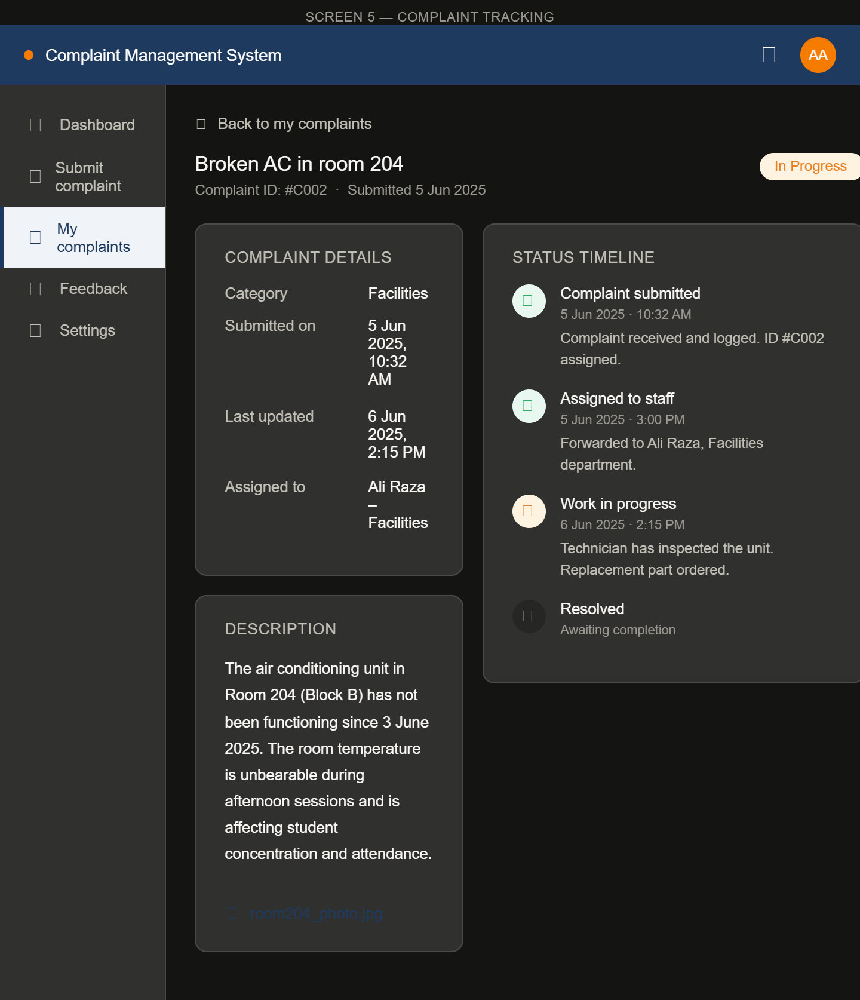 SCREEN 5 — COMPLAINT TRACKING
Complaint Management System
AA
Dashboard
Submit
complaint
My
complaints
Feedback
Settings
Back to my complaints
Broken AC in room 204
In Progress
Complaint ID: #C002 · Submitted 5 Jun 2025
COMPLAINT DETAILS
Category
Facilities
Submitted on
5 Jun
2025,
10:32
AM
Last updated
6 Jun
2025,
2:15 PM
Assigned to
Ali Raza
–
Facilities
DESCRIPTION
The air conditioning unit in
Room 204 (Block B) has not
been functioning since 3 June
2025. The room temperature
is unbearable during
afternoon sessions and is
affecting student
concentration and attendance.
room204_photo.jpg
STATUS TIMELINE
Complaint submitted
5 Jun 2025 · 10:32 AM
Complaint received and logged. ID #C002
assigned.
Assigned to staff
5 Jun 2025 · 3:00 PM
Forwarded to Ali Raza, Facilities
department.
Work in progress
6 Jun 2025 · 2:15 PM
Technician has inspected the unit.
Replacement part ordered.
Resolved
Awaiting completion